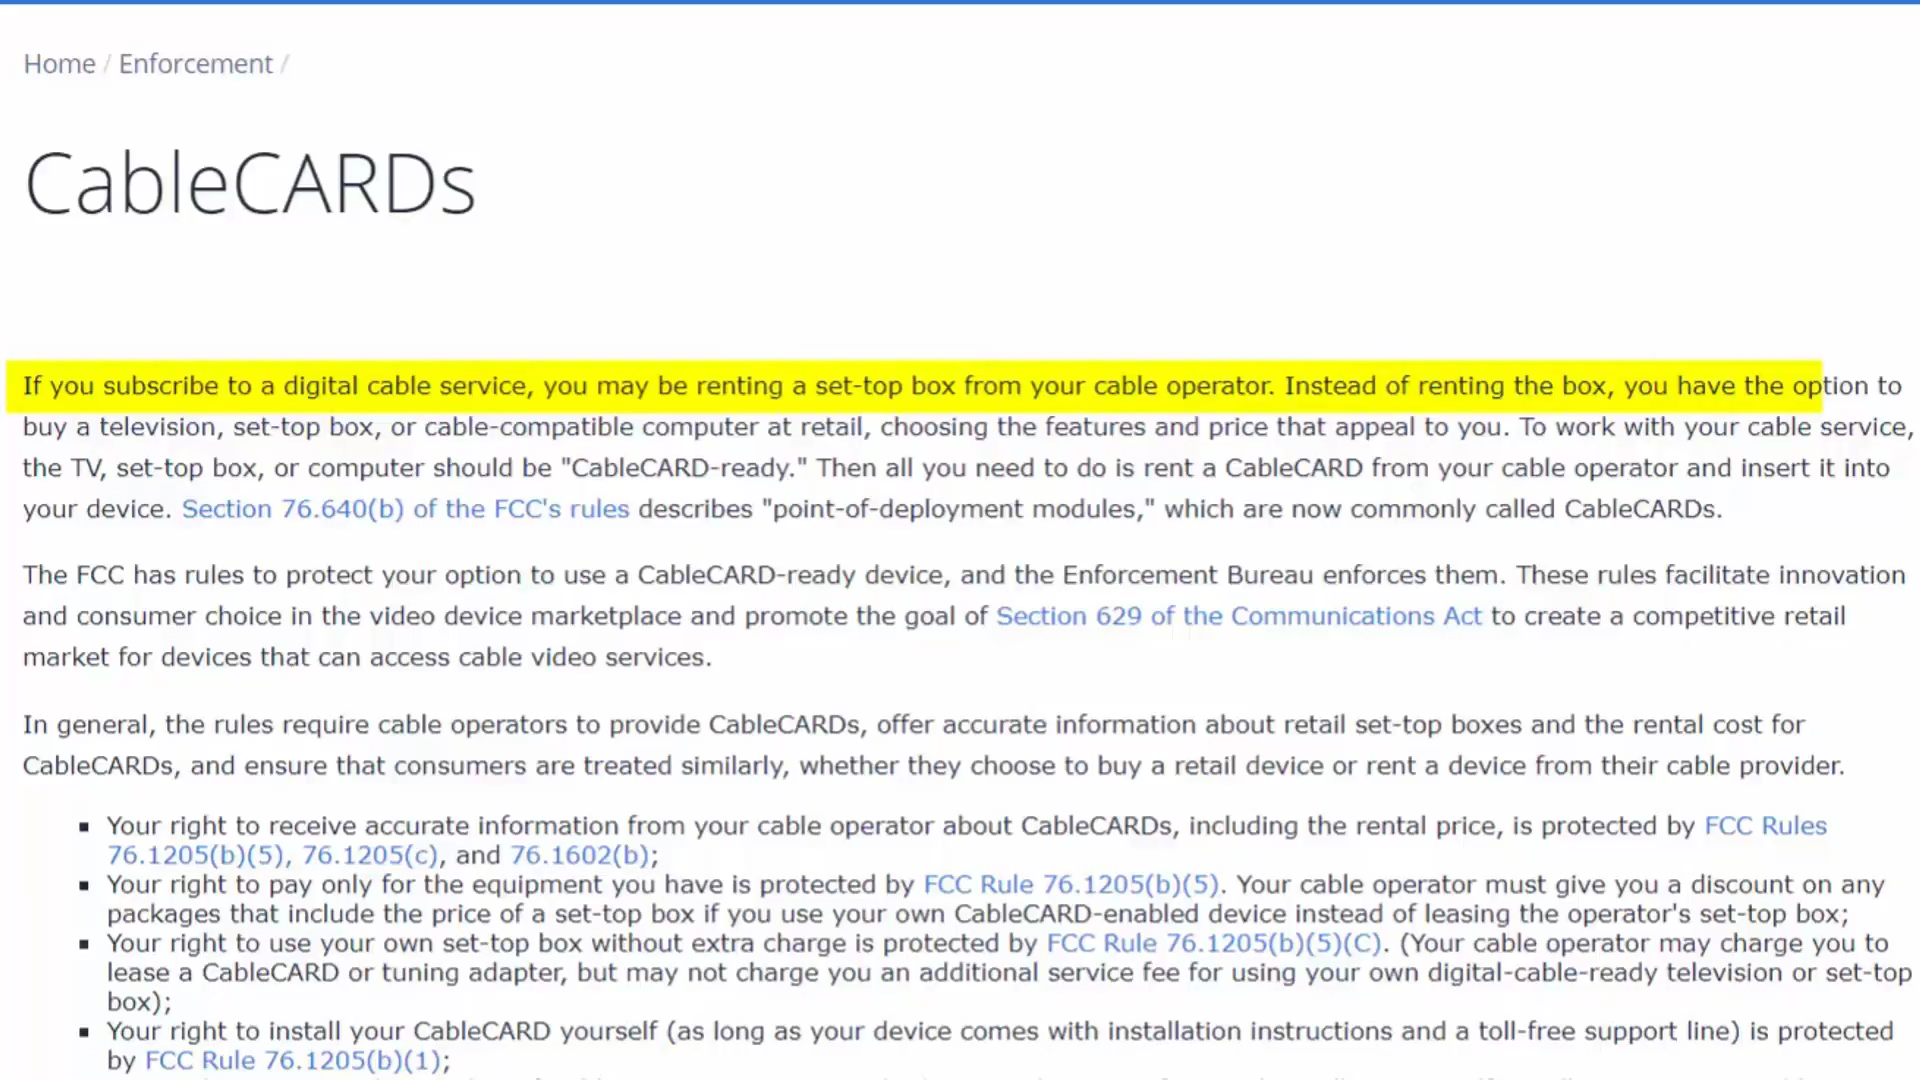 Home / Enforcement /
CableCARDs
If you subscribe to a digital cable service, you may be renting a set-top box from your cable operator. Instead of renting the box, you have the option to
buy a television, set-top box, or cable-compatible computer at retail, choosing the features and price that appeal to you. To work with your cable service,
the TV, set-top box, or computer should be "CableCARD-ready." Then all you need to do is rent a CableCARD from your cable operator and insert it into
your device. Section 76.640(b) of the FCC's rules describes "point-of-deployment modules," which are now commonly called CableCARDs.
The FCC has rules to protect your option to use a CableCARD-ready device, and the Enforcement Bureau enforces them. These rules facilitate innovation
and consumer choice in the video device marketplace and promote the goal of Section 629 of the Communications Act to create a competitive retail
market for devices that can access cable video services.
In general, the rules require cable operators to provide CableCARDs, offer accurate information about retail set-top boxes and the rental cost for
CableCARDs, and ensure that consumers are treated similarly, whether they choose to buy a retail device or rent a device from their cable provider.
▪ Your right to receive accurate information from your cable operator about CableCARDs, including the rental price, is protected by FCC Rules
76.1205(b)(5), 76.1205(c), and 76.1602(b);
▪ Your right to pay only for the equipment you have is protected by FCC Rule 76.1205(b)(5). Your cable operator must give you a discount on any
packages that include the price of a set-top box if you use your own CableCARD-enabled device instead of leasing the operator's set-top box;
▪ Your right to use your own set-top box without extra charge is protected by FCC Rule 76.1205(b)(5)(C). (Your cable operator may charge you to
lease a CableCARD or tuning adapter, but may not charge you an additional service fee for using your own digital-cable-ready television or set-top
box);
▪ Your right to install your CableCARD yourself (as long as your device comes with installation instructions and a toll-free support line) is protected
by FCC Rule 76.1205(b)(1);